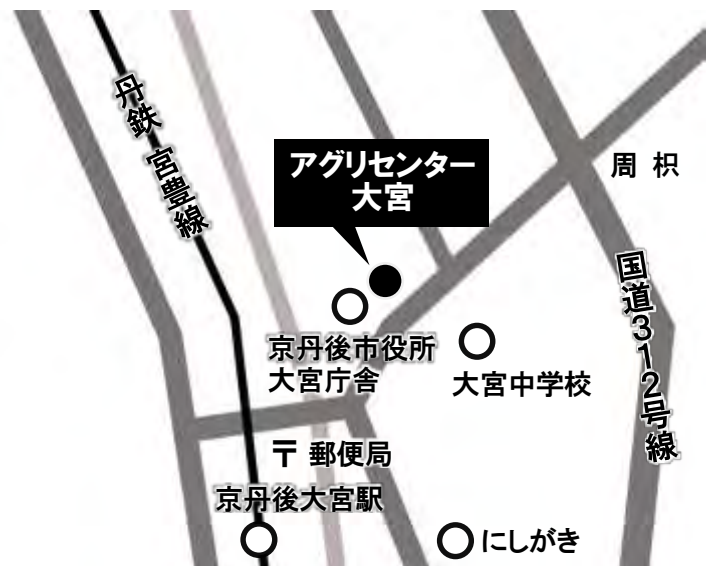 丹鉄 宮豊線
アグリセンター
大宮
周枳
国道312号線
京丹後市役所
大宮庁舎
大宮中学校
〒 郵便局
京丹後大宮駅
にしがき